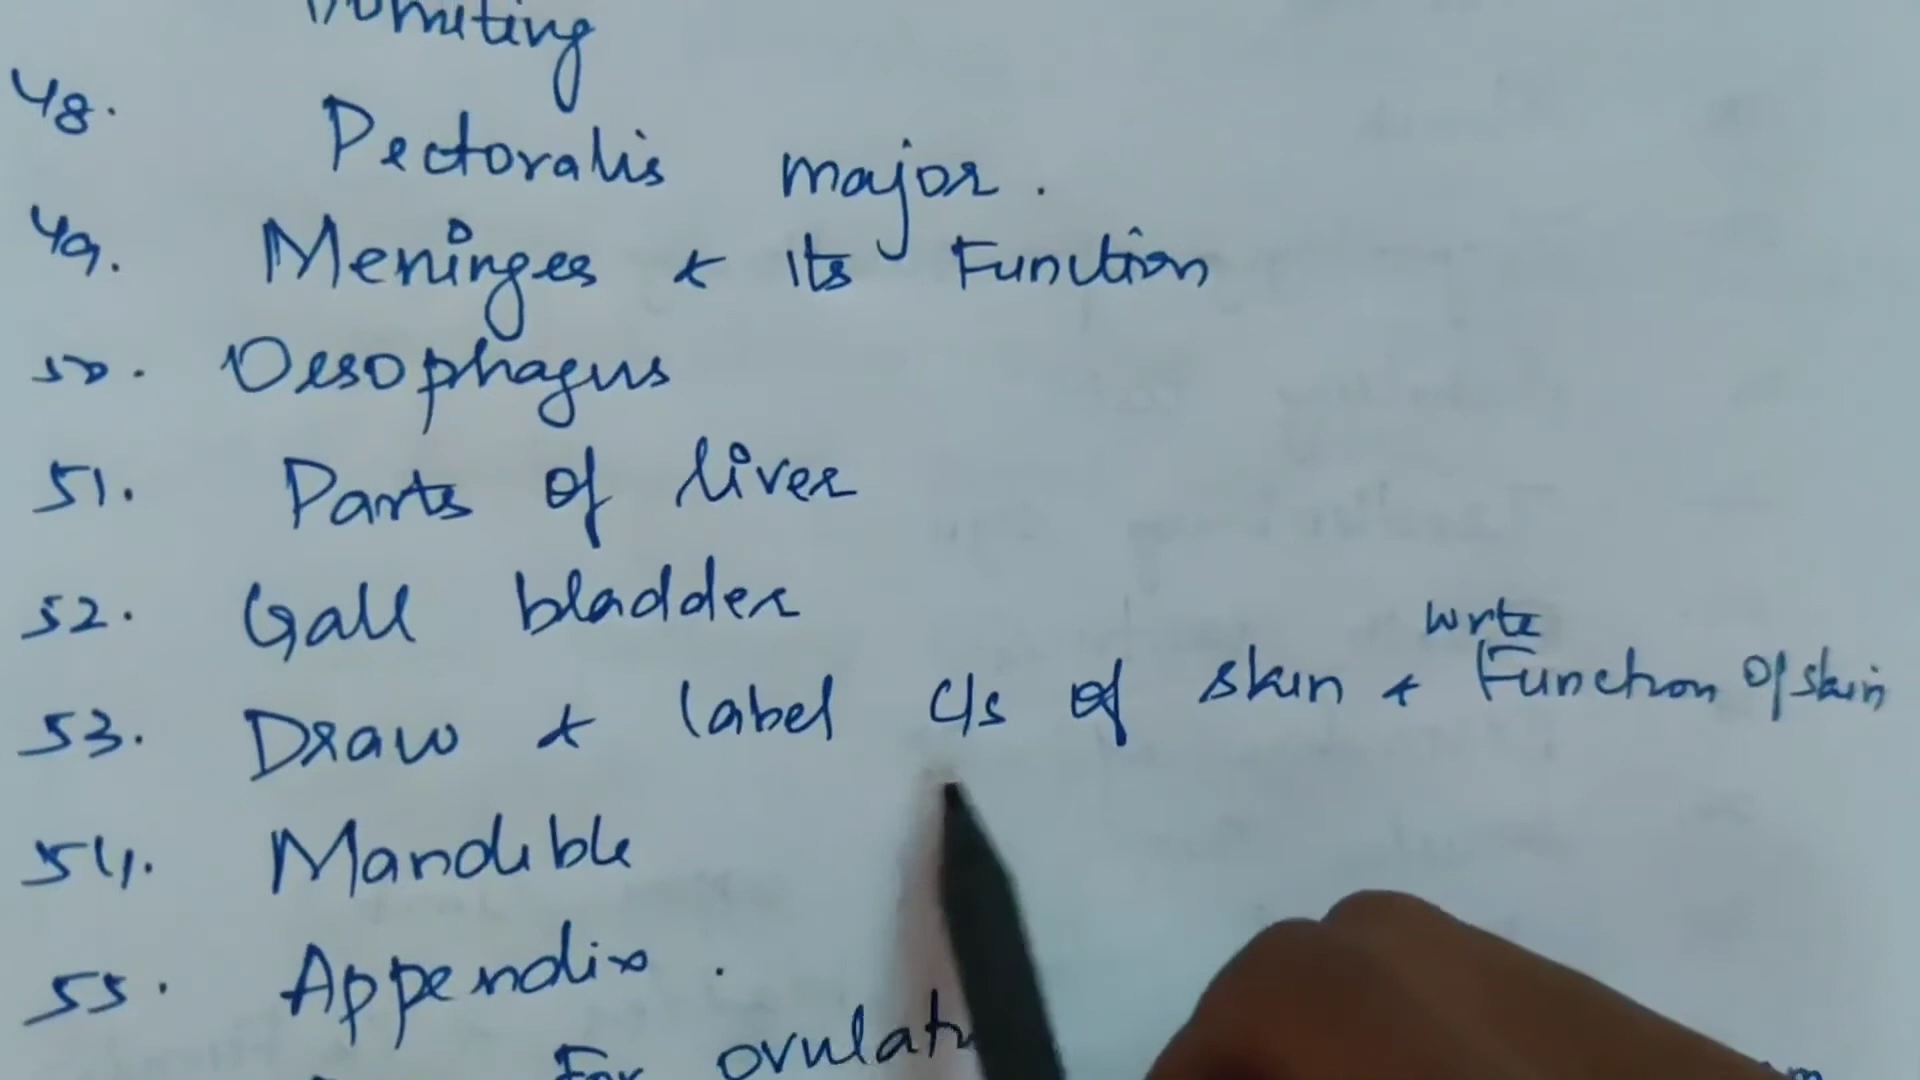 Vomiting
48. Pectoralis major.
49. Meninges & its Function
50. Oesophagus
51. Parts of liver
52. Gall bladder
53. Draw & label C/s of skin & write Function of skin
54. Mandible
55. Appendix.
For